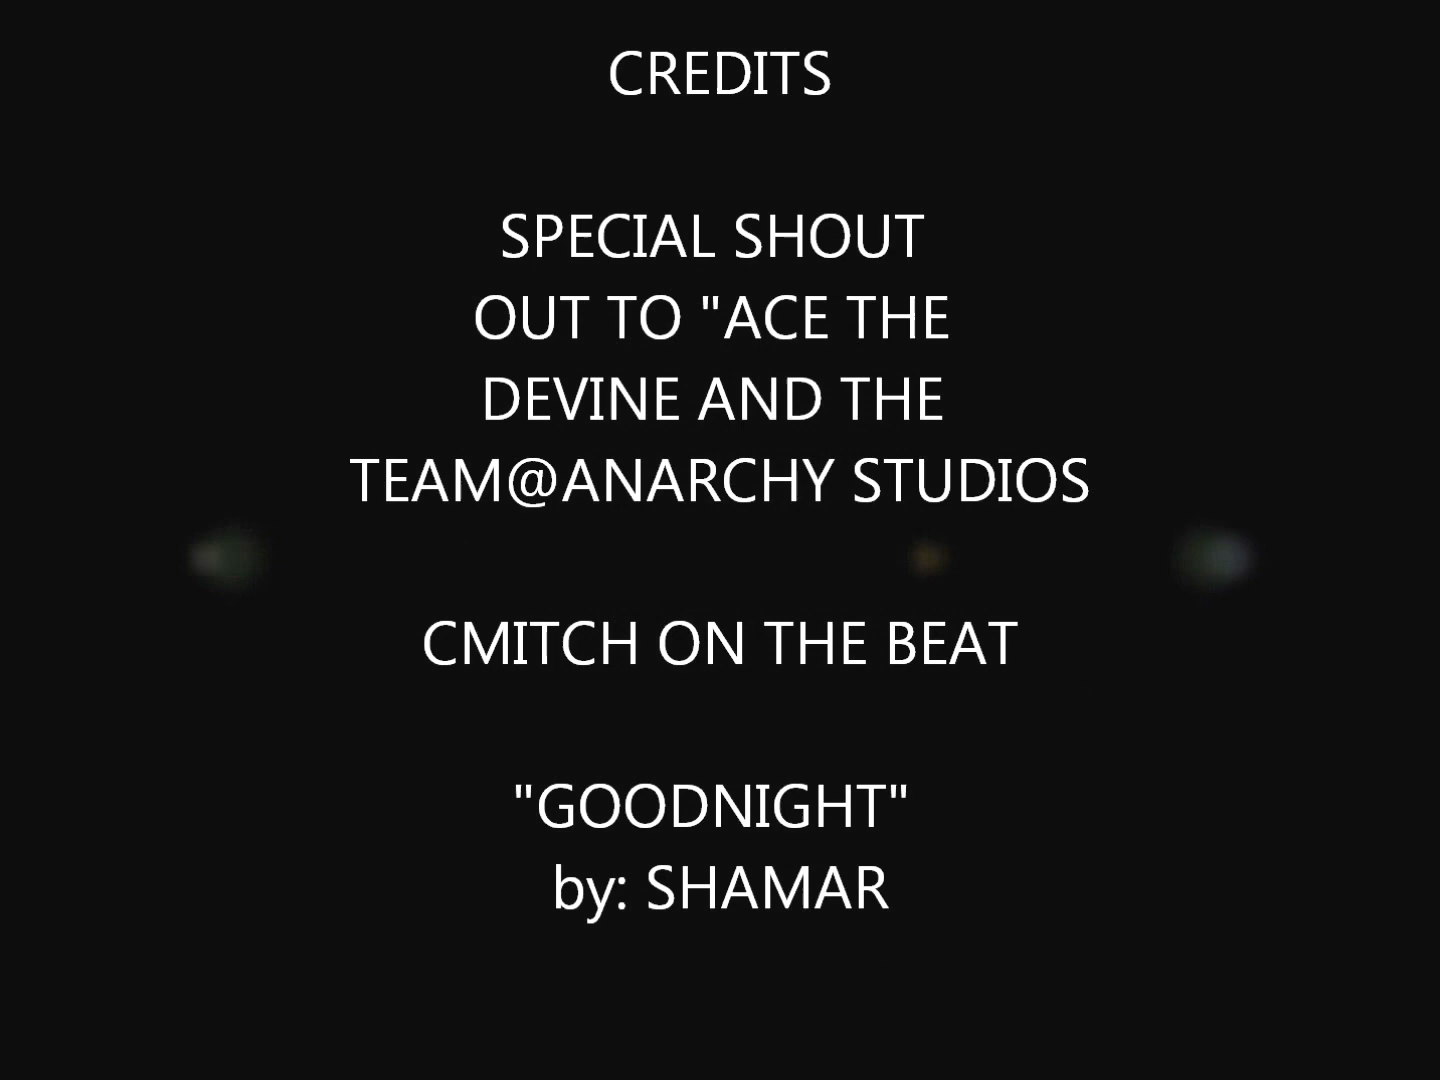 CREDITS
SPECIAL SHOUT
OUT TO "ACE THE
DEVINE AND THE
TEAM@ANARCHY STUDIOS
CMITCH ON THE BEAT
"GOODNIGHT"
by: SHAMAR